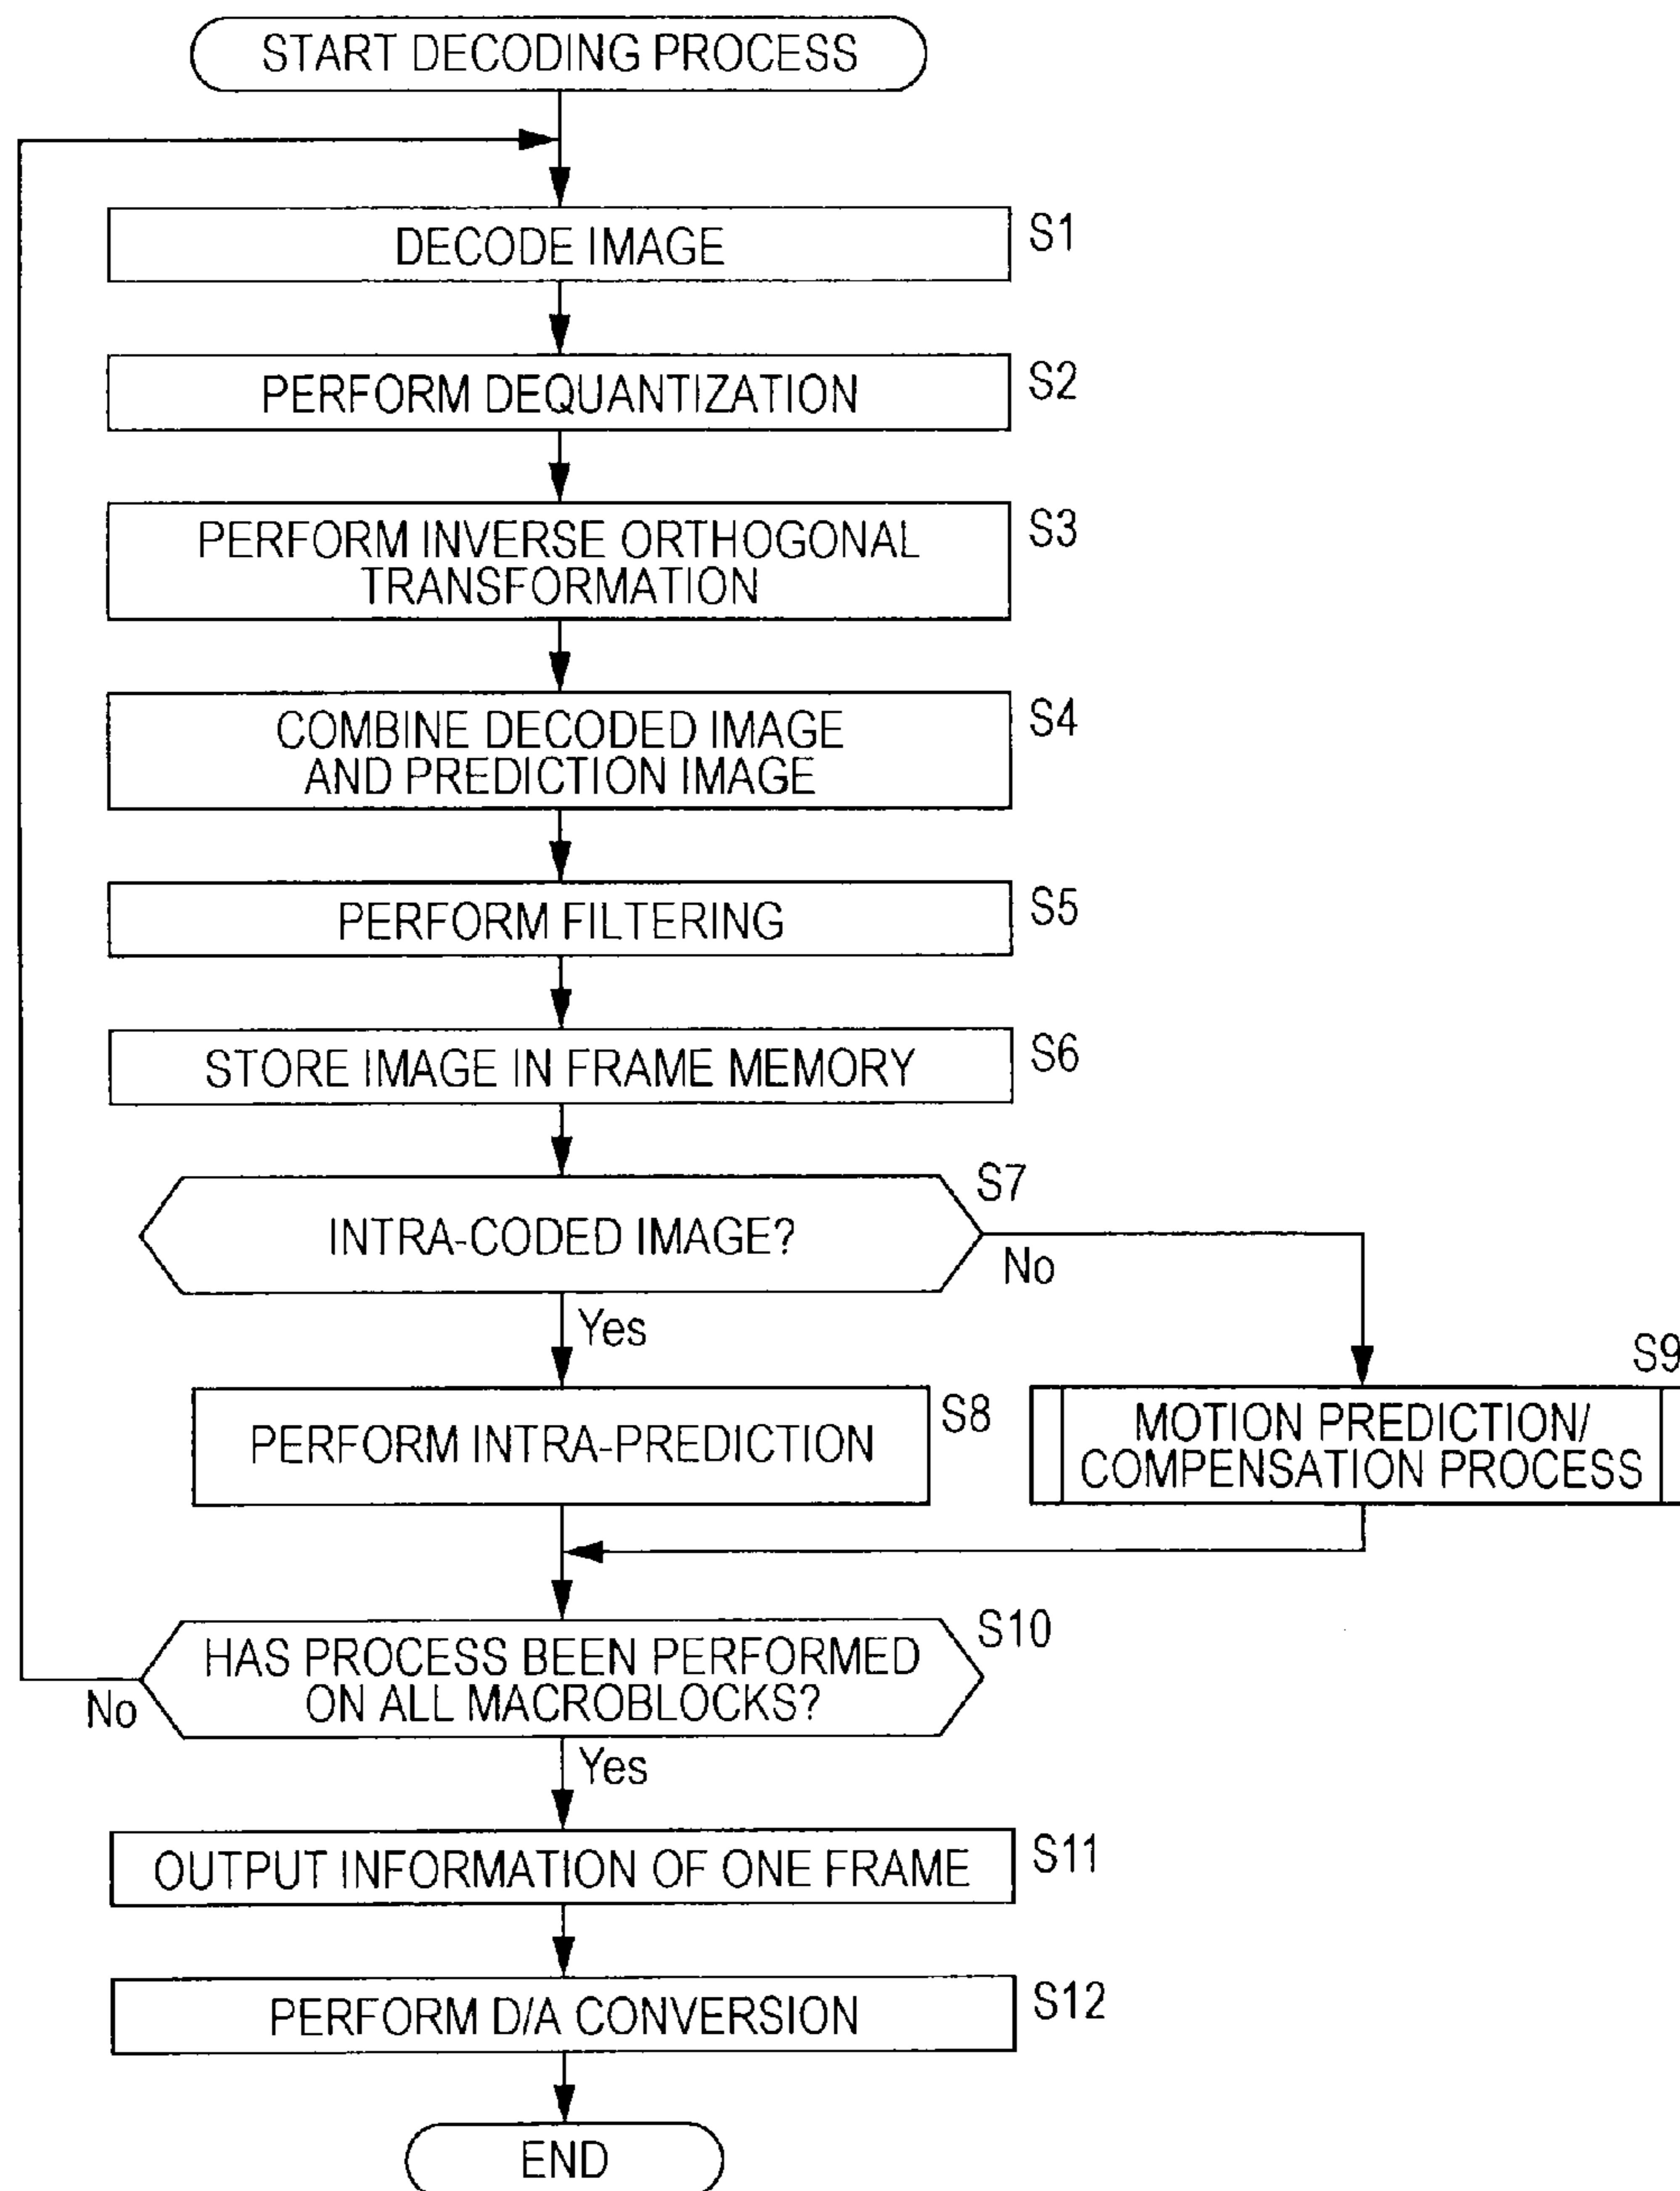 START DECODING PROCESS
DECODE IMAGE
S1
PERFORM DEQUANTIZATION
S2
PERFORM INVERSE ORTHOGONAL
TRANSFORMATION
S3
COMBINE DECODED IMAGE
AND PREDICTION IMAGE
S4
PERFORM FILTERING
S5
STORE IMAGE IN FRAME MEMORY
S6
INTRA-CODED IMAGE?
S7
No
Yes
PERFORM INTRA-PREDICTION
S8
MOTION PREDICTION/
COMPENSATION PROCESS
S9
HAS PROCESS BEEN PERFORMED
ON ALL MACROBLOCKS?
S10
No
Yes
OUTPUT INFORMATION OF ONE FRAME
S11
PERFORM D/A CONVERSION
S12
END